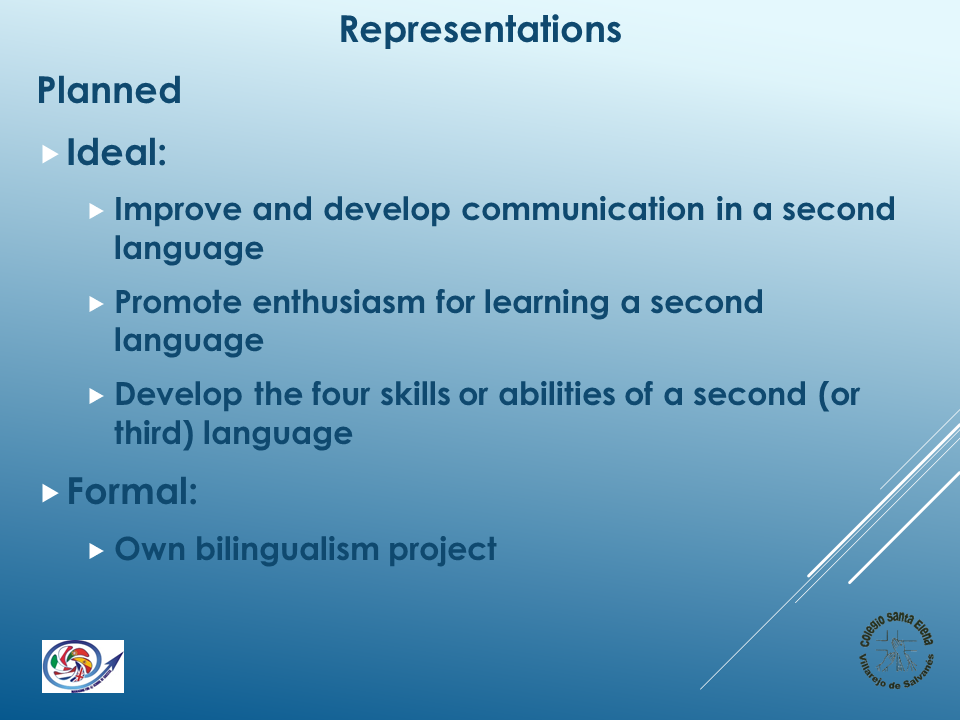 Representations
Planned
Ideal:
Improve and develop communication in a second
language
Promote enthusiasm for learning a second
language
Develop the four skills or abilities of a second (or
third) language
Formal:
Own bilingualism project
Colegio Santa Elena
Villarejo de Salvanés